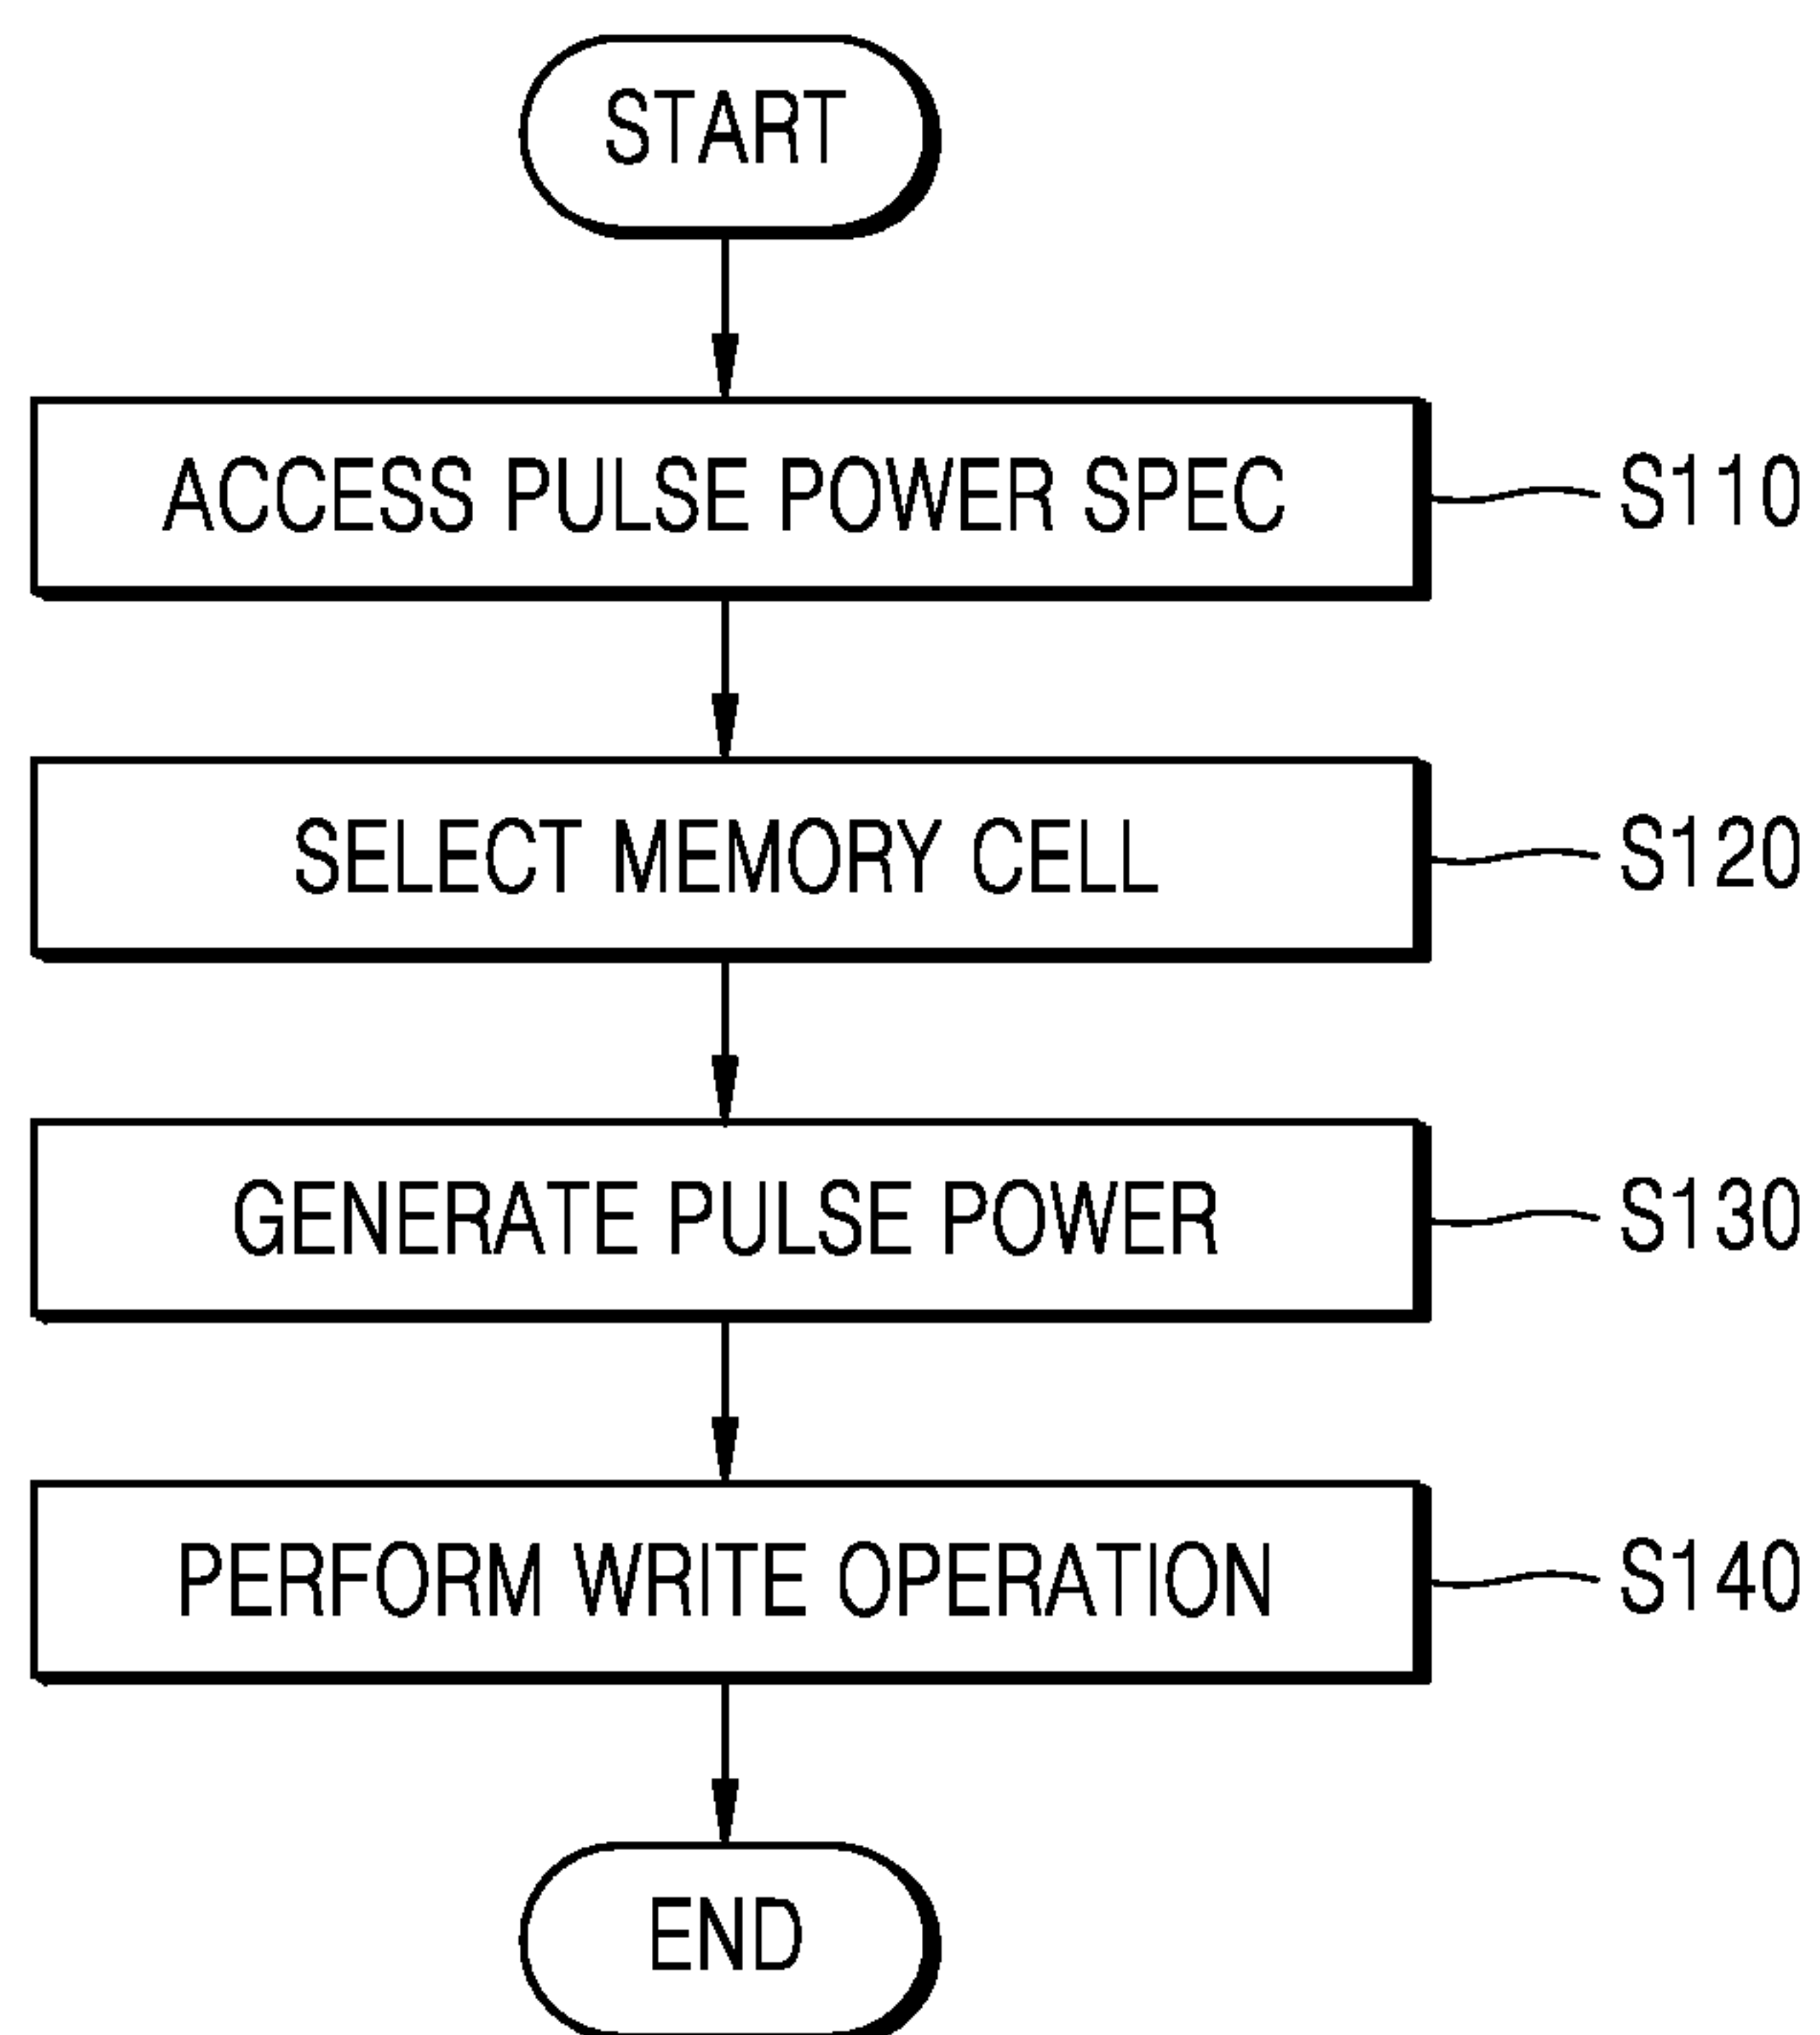 START
ACCESS PULSE POWER SPEC
S110
SELECT MEMORY CELL
S120
GENERATE PULSE POWER
S130
PERFORM WRITE OPERATION
S140
END